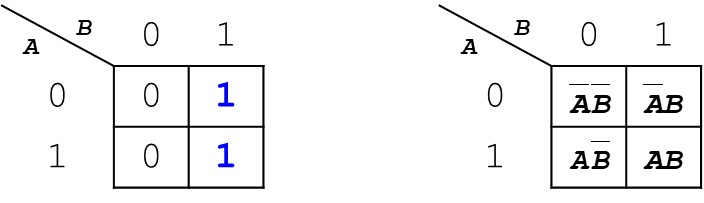 B 0 1 B 0 1
A A
0 0 1 0 A̅B̅ A̅B
1 0 1 1 AB̅ AB